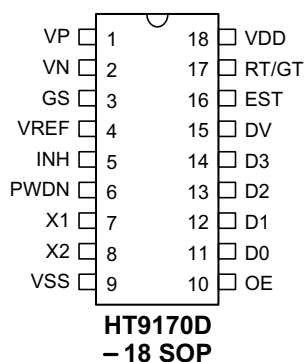 VP 1 18 VDD
VN 2 17 RT/GT
GS 3 16 EST
VREF 4 15 DV
INH 5 14 D3
PWDN 6 13 D2
X1 7 12 D1
X2 8 11 D0
VSS 9 10 OE
HT9170D
– 18 SOP